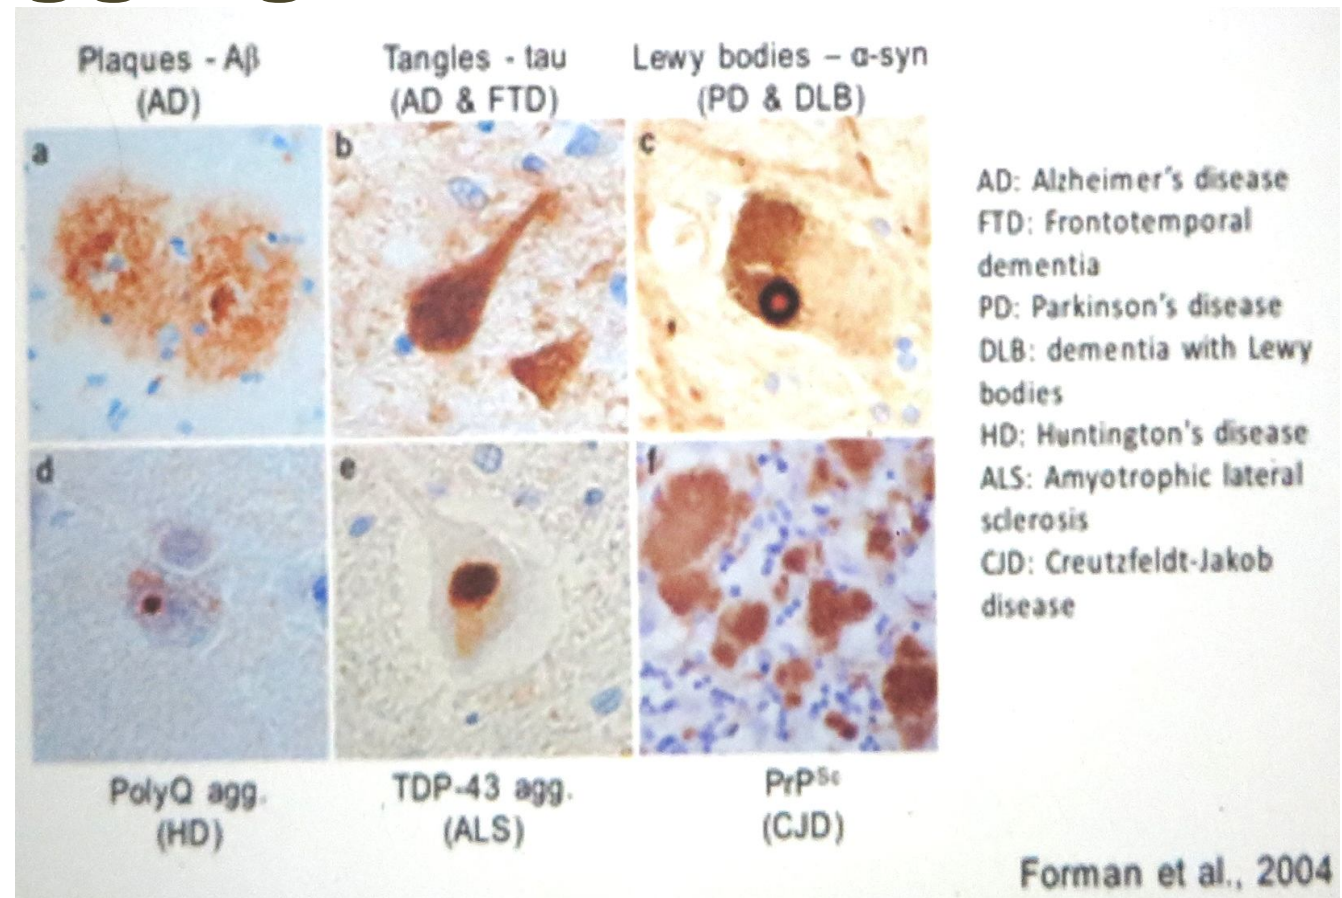 Plaques - Aβ
(AD)
Tangles - tau
(AD & FTD)
Lewy bodies – α-syn
(PD & DLB)
a
b
c
d
e
f
PolyQ agg.
(HD)
TDP-43 agg.
(ALS)
PrPSc
(CJD)
AD: Alzheimer's disease
FTD: Frontotemporal
dementia
PD: Parkinson's disease
DLB: dementia with Lewy
bodies
HD: Huntington's disease
ALS: Amyotrophic lateral
sclerosis
CJD: Creutzfeldt-Jakob
disease
Forman et al., 2004